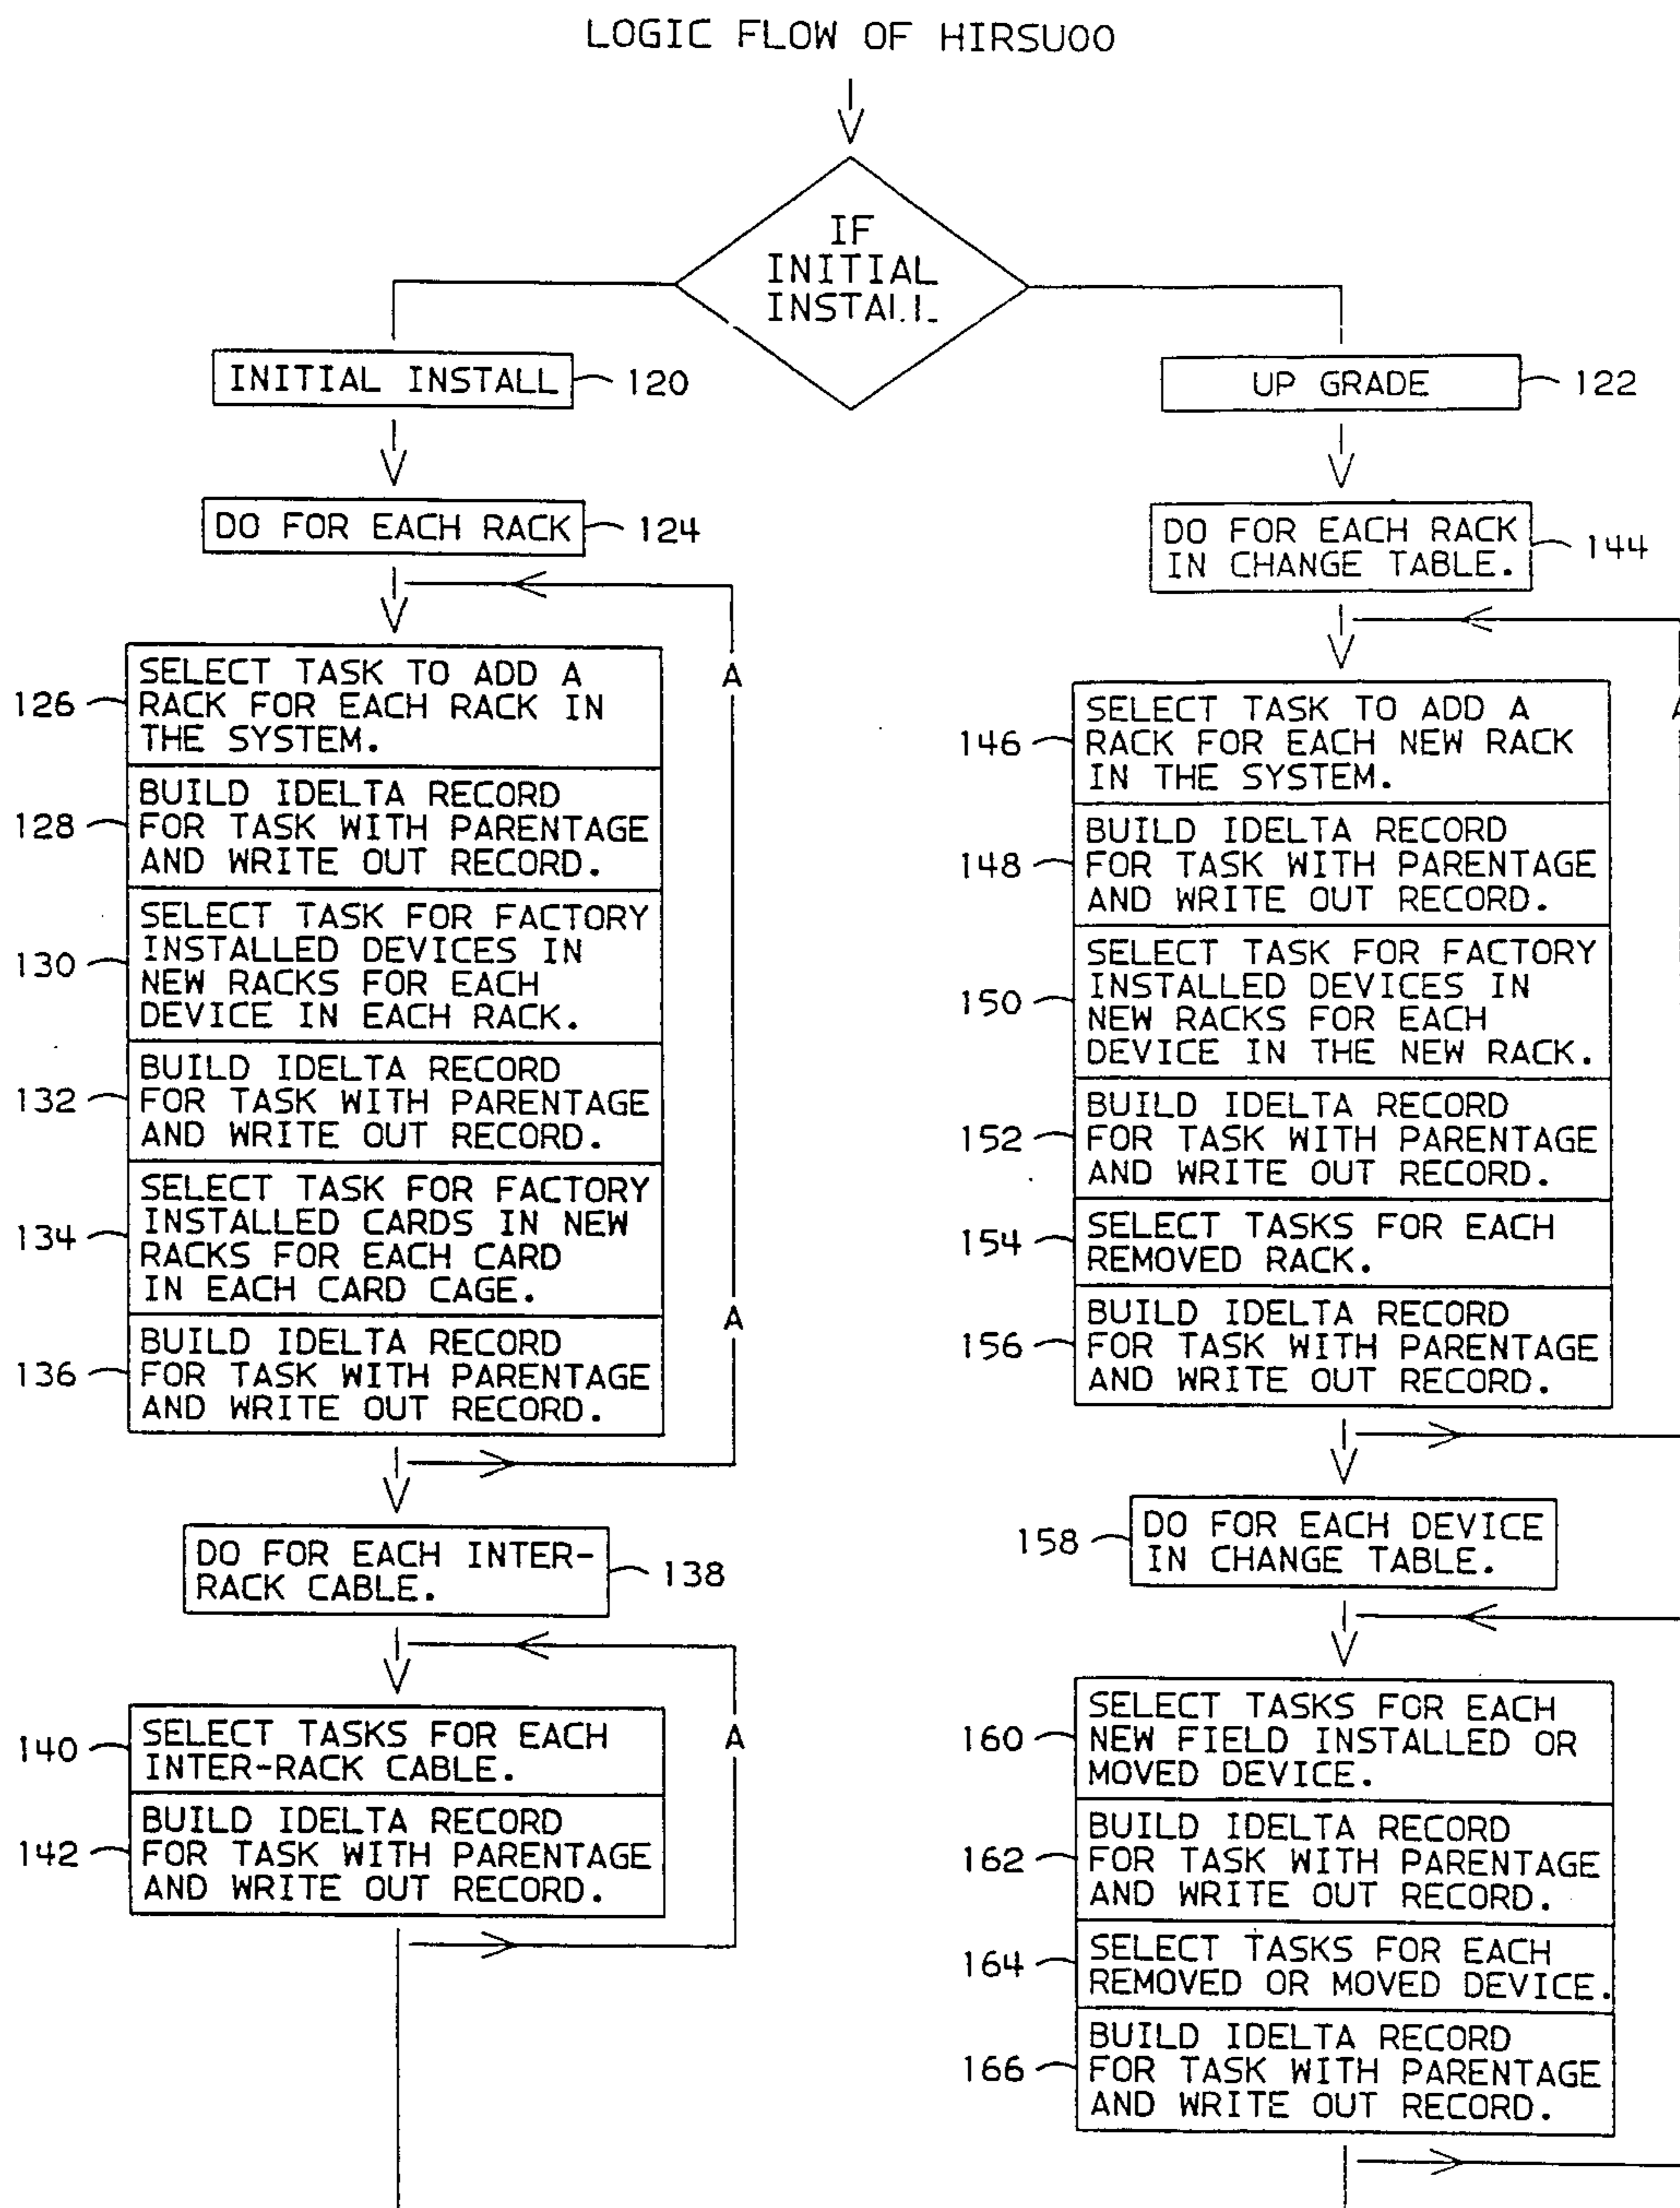 LOGIC FLOW OF HIRSU00
IF
INITIAL
INSTALL
INITIAL INSTALL
120
DO FOR EACH RACK
124
A
126
SELECT TASK TO ADD A
RACK FOR EACH RACK IN
THE SYSTEM.
128
BUILD IDELTA RECORD
FOR TASK WITH PARENTAGE
AND WRITE OUT RECORD.
130
SELECT TASK FOR FACTORY
INSTALLED DEVICES IN
NEW RACKS FOR EACH
DEVICE IN EACH RACK.
132
BUILD IDELTA RECORD
FOR TASK WITH PARENTAGE
AND WRITE OUT RECORD.
134
SELECT TASK FOR FACTORY
INSTALLED CARDS IN NEW
RACKS FOR EACH CARD
IN EACH CARD CAGE.
A
136
BUILD IDELTA RECORD
FOR TASK WITH PARENTAGE
AND WRITE OUT RECORD.
DO FOR EACH INTER-
RACK CABLE.
138
140
SELECT TASKS FOR EACH
INTER-RACK CABLE.
A
142
BUILD IDELTA RECORD
FOR TASK WITH PARENTAGE
AND WRITE OUT RECORD.
UP GRADE
122
DO FOR EACH RACK
IN CHANGE TABLE.
144
146
SELECT TASK TO ADD A
RACK FOR EACH NEW RACK
IN THE SYSTEM.
148
BUILD IDELTA RECORD
FOR TASK WITH PARENTAGE
AND WRITE OUT RECORD.
150
SELECT TASK FOR FACTORY
INSTALLED DEVICES IN
NEW RACKS FOR EACH
DEVICE IN THE NEW RACK.
152
BUILD IDELTA RECORD
FOR TASK WITH PARENTAGE
AND WRITE OUT RECORD.
154
SELECT TASKS FOR EACH
REMOVED RACK.
156
BUILD IDELTA RECORD
FOR TASK WITH PARENTAGE
AND WRITE OUT RECORD.
158
DO FOR EACH DEVICE
IN CHANGE TABLE.
160
SELECT TASKS FOR EACH
NEW FIELD INSTALLED OR
MOVED DEVICE.
162
BUILD IDELTA RECORD
FOR TASK WITH PARENTAGE
AND WRITE OUT RECORD.
164
SELECT TASKS FOR EACH
REMOVED OR MOVED DEVICE.
166
BUILD IDELTA RECORD
FOR TASK WITH PARENTAGE
AND WRITE OUT RECORD.